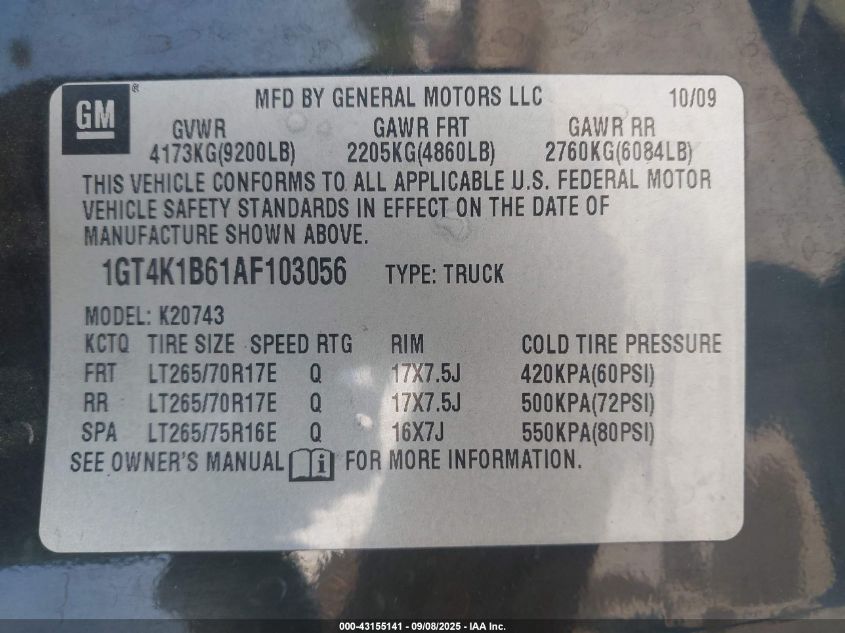 GM ® MFD BY GENERAL MOTORS LLC 10/09
GVWR GAWR FRT GAWR RR
4173KG(9200LB) 2205KG(4860LB) 2760KG(6084LB)
THIS VEHICLE CONFORMS TO ALL APPLICABLE U.S. FEDERAL MOTOR
VEHICLE SAFETY STANDARDS IN EFFECT ON THE DATE OF
MANUFACTURE SHOWN ABOVE.
1GT4K1B61AF103056 TYPE: TRUCK
MODEL: K20743
KCTQ TIRE SIZE SPEED RTG RIM COLD TIRE PRESSURE
FRT LT265/70R17E Q 17X7.5J 420KPA(60PSI)
RR LT265/70R17E Q 17X7.5J 500KPA(72PSI)
SPA LT265/75R16E Q 16X7J 550KPA(80PSI)
SEE OWNER'S MANUAL i FOR MORE INFORMATION.
000-43155141 - 09/08/2025 - IAA Inc.